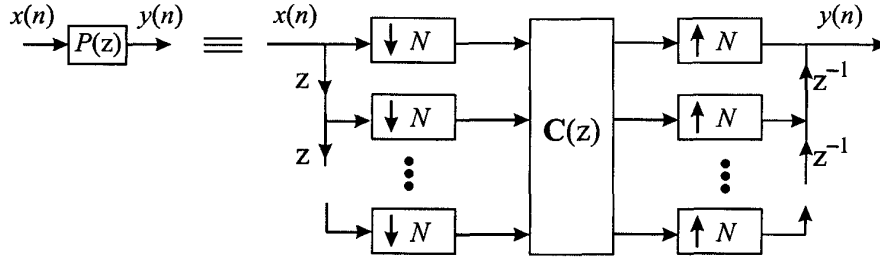 x(n) P(z) y(n) ≡ x(n) ↓ N C(z) ↑ N y(n)
z z⁻¹
↓ N ↑ N
z z⁻¹
↓ N ↑ N